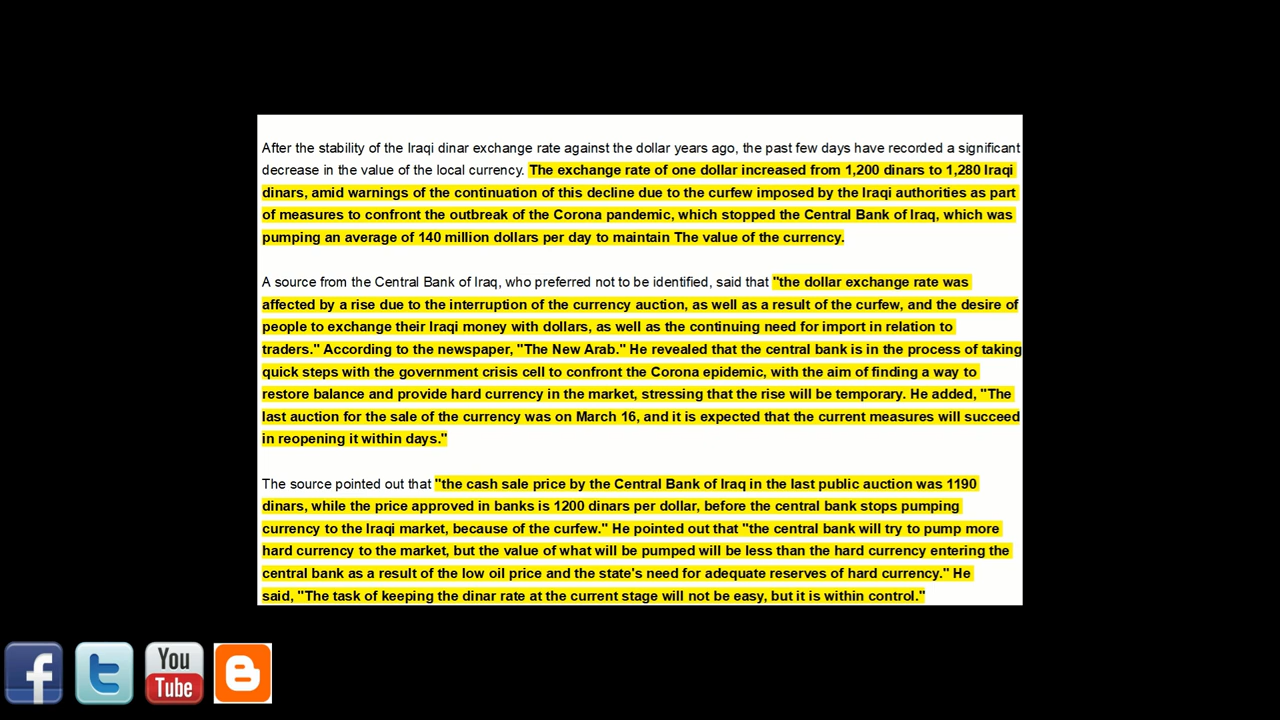 After the stability of the Iraqi dinar exchange rate against the dollar years ago, the past few days have recorded a significant
decrease in the value of the local currency. The exchange rate of one dollar increased from 1,200 dinars to 1,280 Iraqi
dinars, amid warnings of the continuation of this decline due to the curfew imposed by the Iraqi authorities as part
of measures to confront the outbreak of the Corona pandemic, which stopped the Central Bank of Iraq, which was
pumping an average of 140 million dollars per day to maintain The value of the currency.
A source from the Central Bank of Iraq, who preferred not to be identified, said that "the dollar exchange rate was
affected by a rise due to the interruption of the currency auction, as well as a result of the curfew, and the desire of
people to exchange their Iraqi money with dollars, as well as the continuing need for import in relation to
traders." According to the newspaper, "The New Arab." He revealed that the central bank is in the process of taking
quick steps with the government crisis cell to confront the Corona epidemic, with the aim of finding a way to
restore balance and provide hard currency in the market, stressing that the rise will be temporary. He added, "The
last auction for the sale of the currency was on March 16, and it is expected that the current measures will succeed
in reopening it within days."
The source pointed out that "the cash sale price by the Central Bank of Iraq in the last public auction was 1190
dinars, while the price approved in banks is 1200 dinars per dollar, before the central bank stops pumping
currency to the Iraqi market, because of the curfew." He pointed out that "the central bank will try to pump more
hard currency to the market, but the value of what will be pumped will be less than the hard currency entering the
central bank as a result of the low oil price and the state's need for adequate reserves of hard currency." He
said, "The task of keeping the dinar rate at the current stage will not be easy, but it is within control."
You
Tube